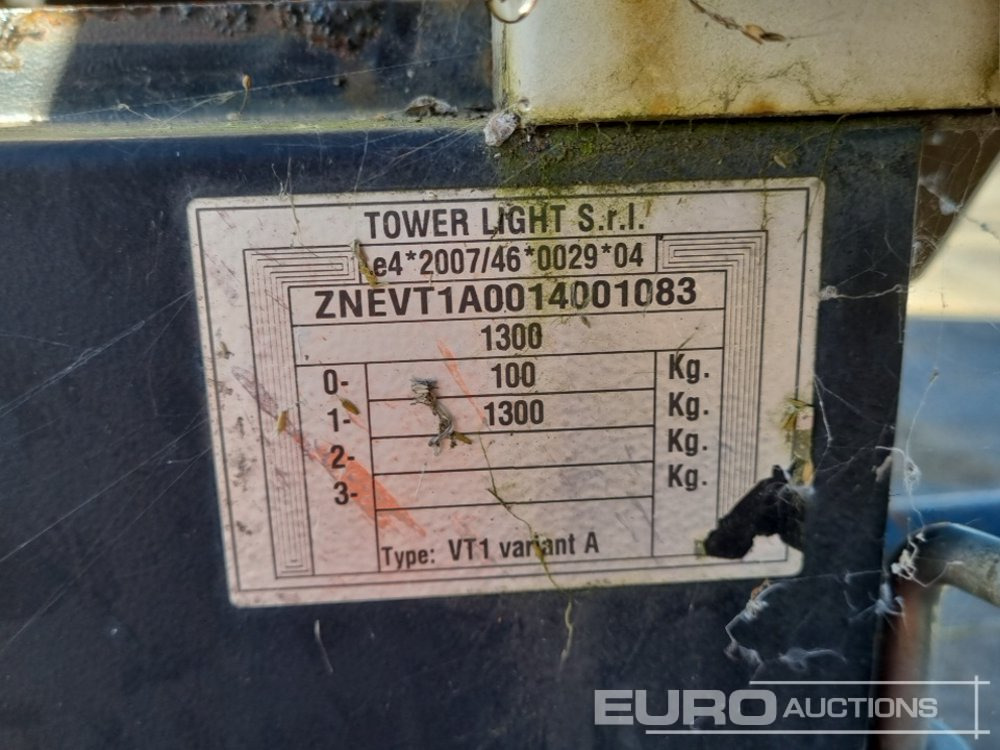 TOWER LIGHT S.r.l.
e4*2007/46*0029*04
ZNEVT1A0014001083
1300
0- 100 Kg.
1- 1300 Kg.
2- Kg.
3- Kg.
Type: VT1 variant A
EURO AUCTIONS